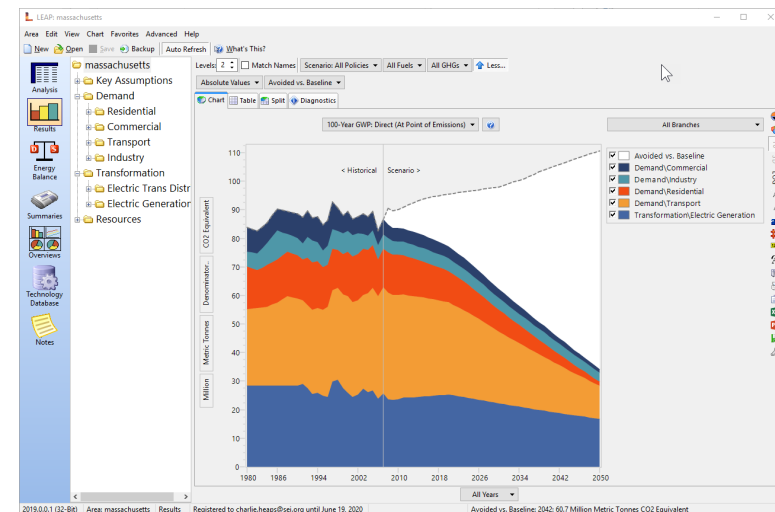 LEAP: massachusetts
Area Edit View Chart Favorites Advanced Help
New Open Save Backup Auto Refresh What's This?
Analysis
Results
Energy
Balance
Summaries
Overviews
Technology
Database
Notes
massachusetts
Key Assumptions
Demand
Residential
Commercial
Transport
Industry
Transformation
Electric Trans Distr
Electric Generation
Resources
Levels: 2 Match Names Scenario: All Policies All Fuels All GHGs Less...
Absolute Values Avoided vs. Baseline
Chart Table Split Diagnostics
100-Year GWP: Direct (At Point of Emissions) All Branches
< Historical Scenario >
CO2 Equivalent
Denominator...
Metric Tonnes
Million
110
100
90
80
70
60
50
40
30
20
10
0
1980 1986 1994 2002 2010 2018 2026 2034 2042 2050
Avoided vs. Baseline
Demand\Commercial
Demand\Industry
Demand\Residential
Demand\Transport
Transformation\Electric Generation
All Years
2019.0.0.1 (32-Bit) Area: massachusetts Results Registered to charlie.heaps@sei.org until June 19, 2020 Avoided vs. Baseline: 2042: 60.7 Million Metric Tonnes CO2 Equivalent